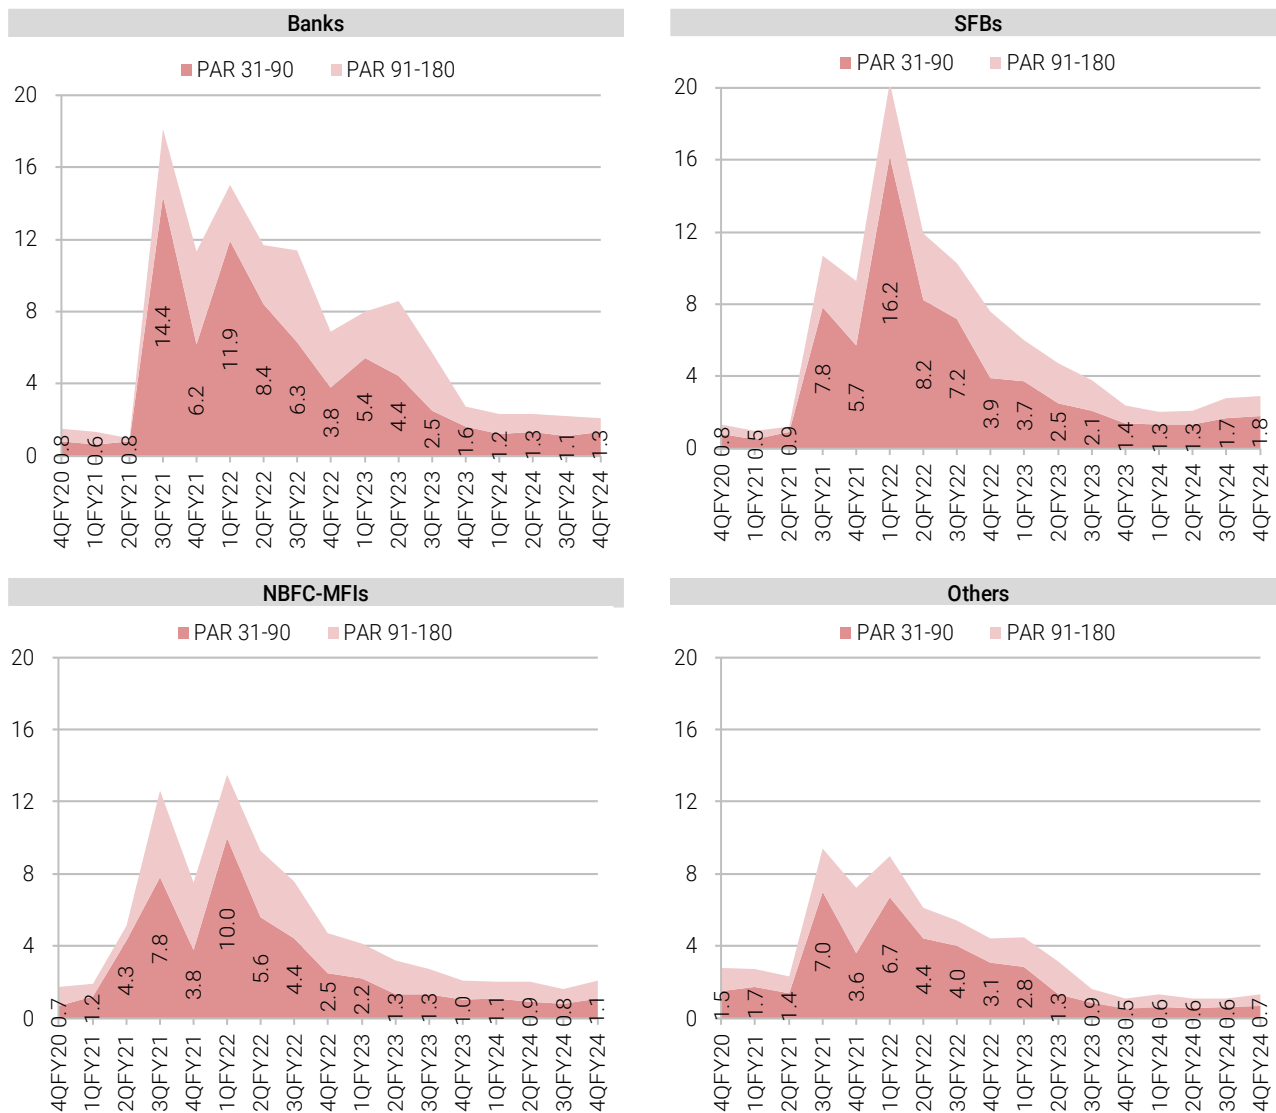 Banks
PAR 31-90 PAR 91-180
20
16
12
8
4
0
0.8 0.6 0.8 14.4 6.2 11.9 8.4 6.3 3.8 5.4 4.4 2.5 1.6 1.2 1.3 1.1 1.3
4QFY20 1QFY21 2QFY21 3QFY21 4QFY21 1QFY22 2QFY22 3QFY22 4QFY22 1QFY23 2QFY23 3QFY23 4QFY23 1QFY24 2QFY24 3QFY24 4QFY24
SFBs
PAR 31-90 PAR 91-180
20
16
12
8
4
0
0.8 0.5 0.9 7.8 5.7 16.2 8.2 7.2 3.9 3.7 2.5 2.1 1.4 1.3 1.3 1.7 1.8
4QFY20 1QFY21 2QFY21 3QFY21 4QFY21 1QFY22 2QFY22 3QFY22 4QFY22 1QFY23 2QFY23 3QFY23 4QFY23 1QFY24 2QFY24 3QFY24 4QFY24
NBFC-MFIs
PAR 31-90 PAR 91-180
20
16
12
8
4
0
0.7 1.2 4.3 7.8 3.8 10.0 5.6 4.4 2.5 2.2 1.3 1.3 1.0 1.1 0.9 0.8 1.1
4QFY20 1QFY21 2QFY21 3QFY21 4QFY21 1QFY22 2QFY22 3QFY22 4QFY22 1QFY23 2QFY23 3QFY23 4QFY23 1QFY24 2QFY24 3QFY24 4QFY24
Others
PAR 31-90 PAR 91-180
20
16
12
8
4
0
1.5 1.7 1.4 7.0 3.6 6.7 4.4 4.0 3.1 2.8 1.3 0.9 0.5 0.6 0.6 0.6 0.7
4QFY20 1QFY21 2QFY21 3QFY21 4QFY21 1QFY22 2QFY22 3QFY22 4QFY22 1QFY23 2QFY23 3QFY23 4QFY23 1QFY24 2QFY24 3QFY24 4QFY24